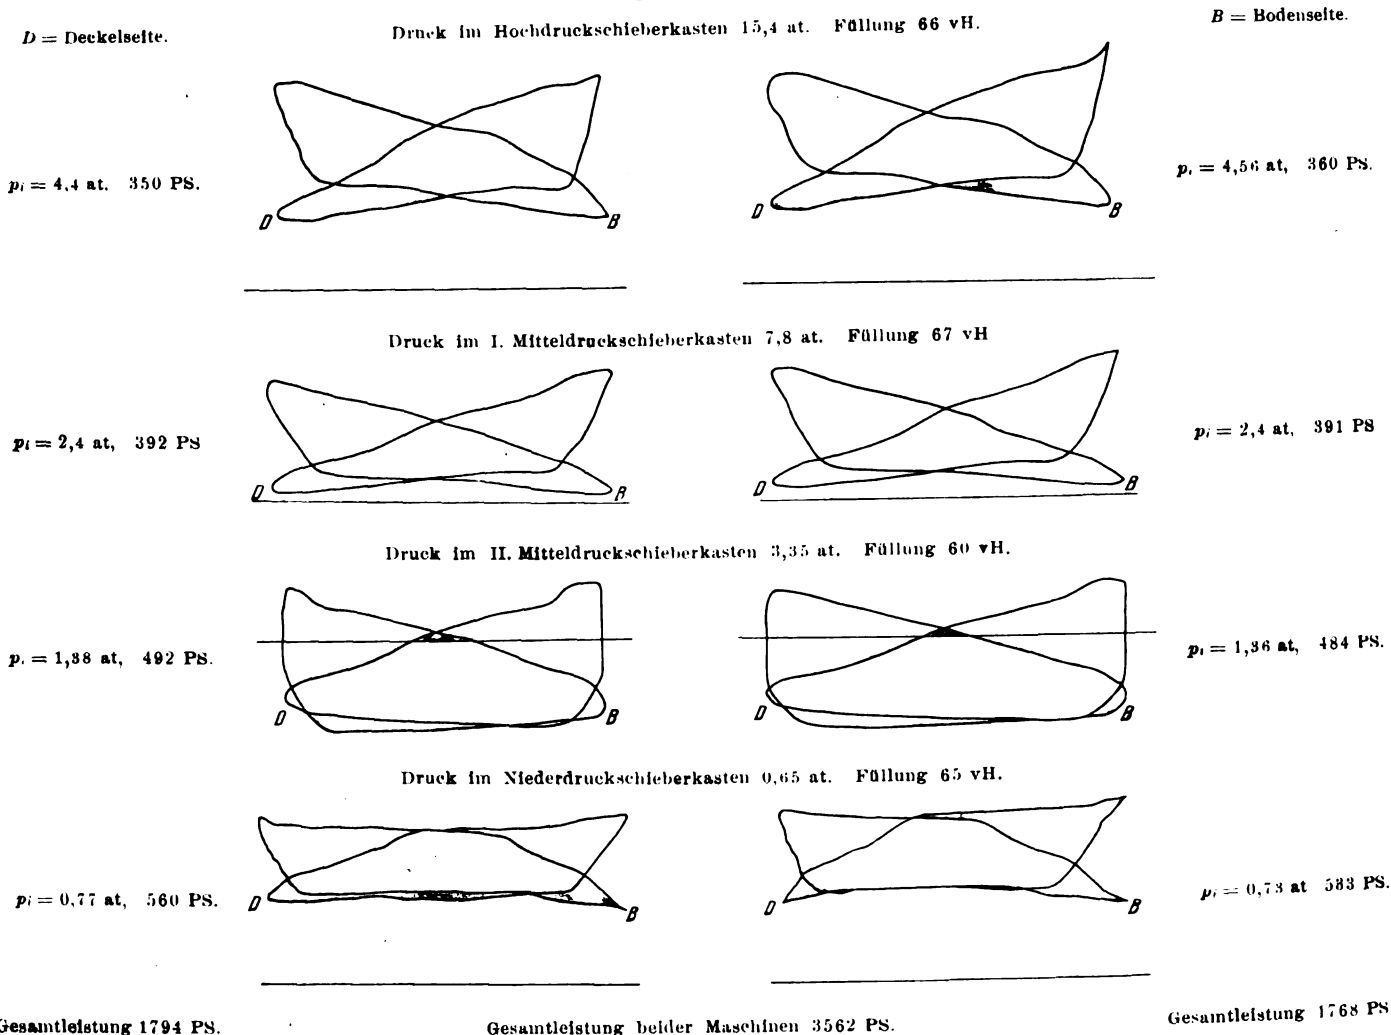 D = Deckelseite.
Druck im Hochdruckschieberkasten 15,4 at. Füllung 66 vH.
B = Bodenseite.
pi = 4,4 at, 350 PS.
D B
D B
pi = 4,56 at, 360 PS.
Druck im I. Mitteldruckschieberkasten 7,8 at. Füllung 67 vH
pi = 2,4 at, 392 PS
D B
D B
pi = 2,4 at, 391 PS
Druck im II. Mitteldruckschieberkasten 3,35 at. Füllung 60 vH.
pi = 1,38 at, 492 PS.
D B
D B
pi = 1,36 at, 484 PS.
Druck im Niederdruckschieberkasten 0,65 at. Füllung 65 vH.
pi = 0,77 at, 560 PS.
D B
D B
pi = 0,73 at 533 PS.
Gesamtleistung 1794 PS.
Gesamtleistung beider Maschinen 3562 PS.
Gesamtleistung 1768 PS